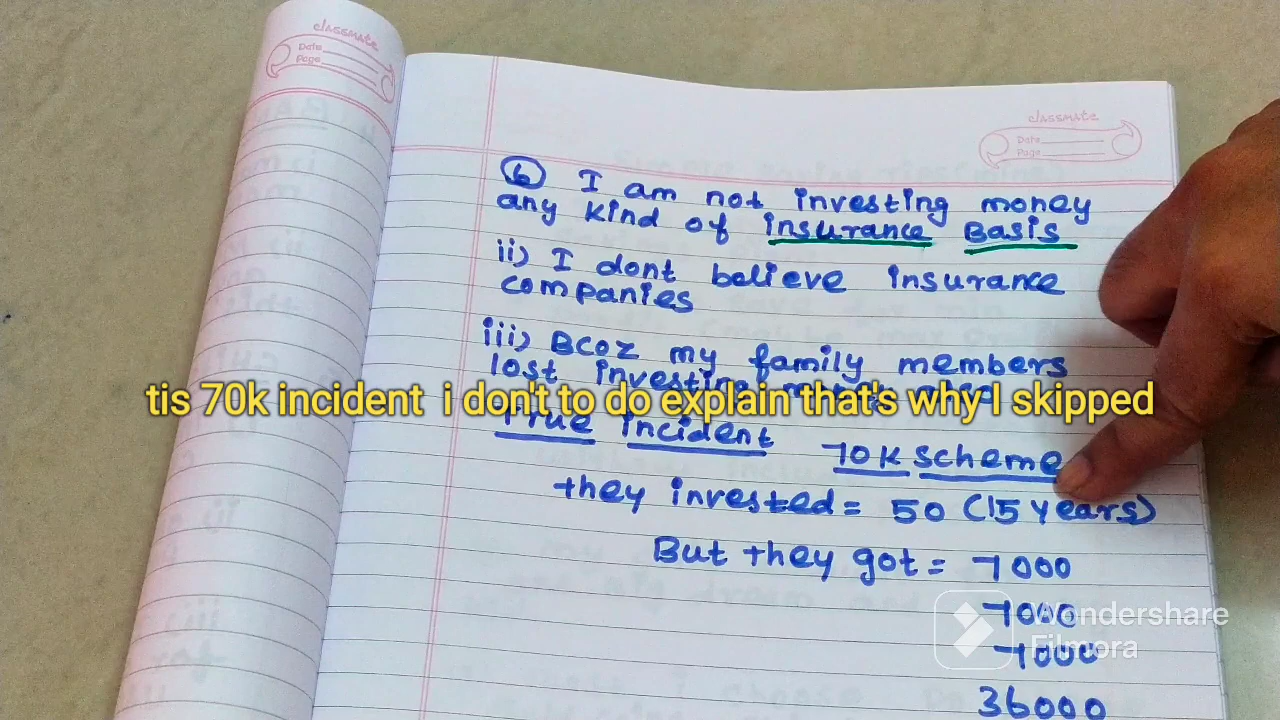 classmate
Date
Page
classmate
Date
Page
6 I am not investing money
any kind of insurance Basis
ii) I dont believe insurance
companies
iii) BCOZ my family members
lost investing
tis 70k incident i don't to do explain that's why I skipped
True incident 70K scheme
they invested = 50 (15 Years)
But they got = 7000
7000
7000
36000
Wondershare
Filmora